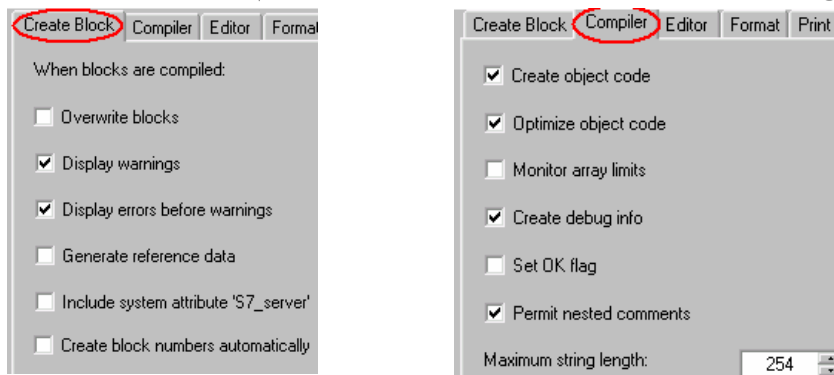 Create Block Compiler Editor
When blocks are compiled:
Overwrite blocks
Display warnings
Display errors before warnings
Generate reference data
Include system attribute 'S7_server'
Create block numbers automatically
Create Block Compiler Editor Format Print
Create object code
Optimize object code
Monitor array limits
Create debug info
Set OK flag
Permit nested comments
Maximum string length: 254